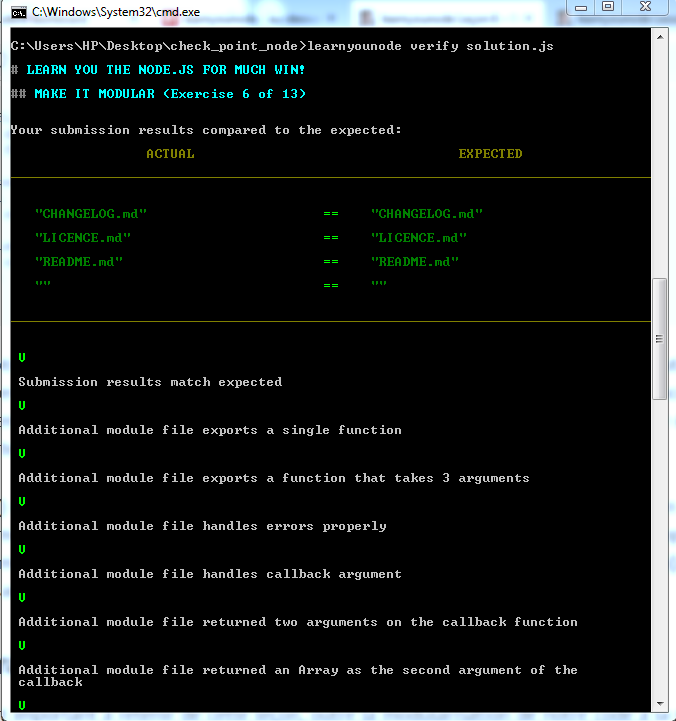 C:\Windows\System32\cmd.exe
C:\Users\HP\Desktop\check_point_node>learnyounode verify solution.js
# LEARN YOU THE NODE.JS FOR MUCH WIN!
## MAKE IT MODULAR (Exercise 6 of 13)
Your submission results compared to the expected:
ACTUAL EXPECTED
"CHANGELOG.md" == "CHANGELOG.md"
"LICENCE.md" == "LICENCE.md"
"README.md" == "README.md"
"" == ""
V
Submission results match expected
V
Additional module file exports a single function
V
Additional module file exports a function that takes 3 arguments
V
Additional module file handles errors properly
V
Additional module file handles callback argument
V
Additional module file returned two arguments on the callback function
V
Additional module file returned an Array as the second argument of the
callback
V